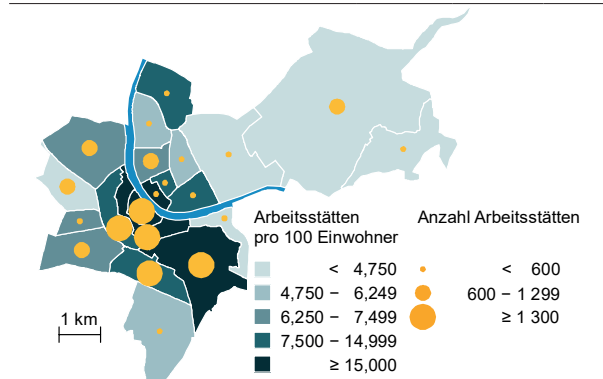 Arbeitsstätten
pro 100 Einwohner
< 4,750
4,750 – 6,249
6,250 – 7,499
7,500 – 14,999
≥ 15,000
Anzahl Arbeitsstätten
< 600
600 – 1 299
≥ 1 300
1 km